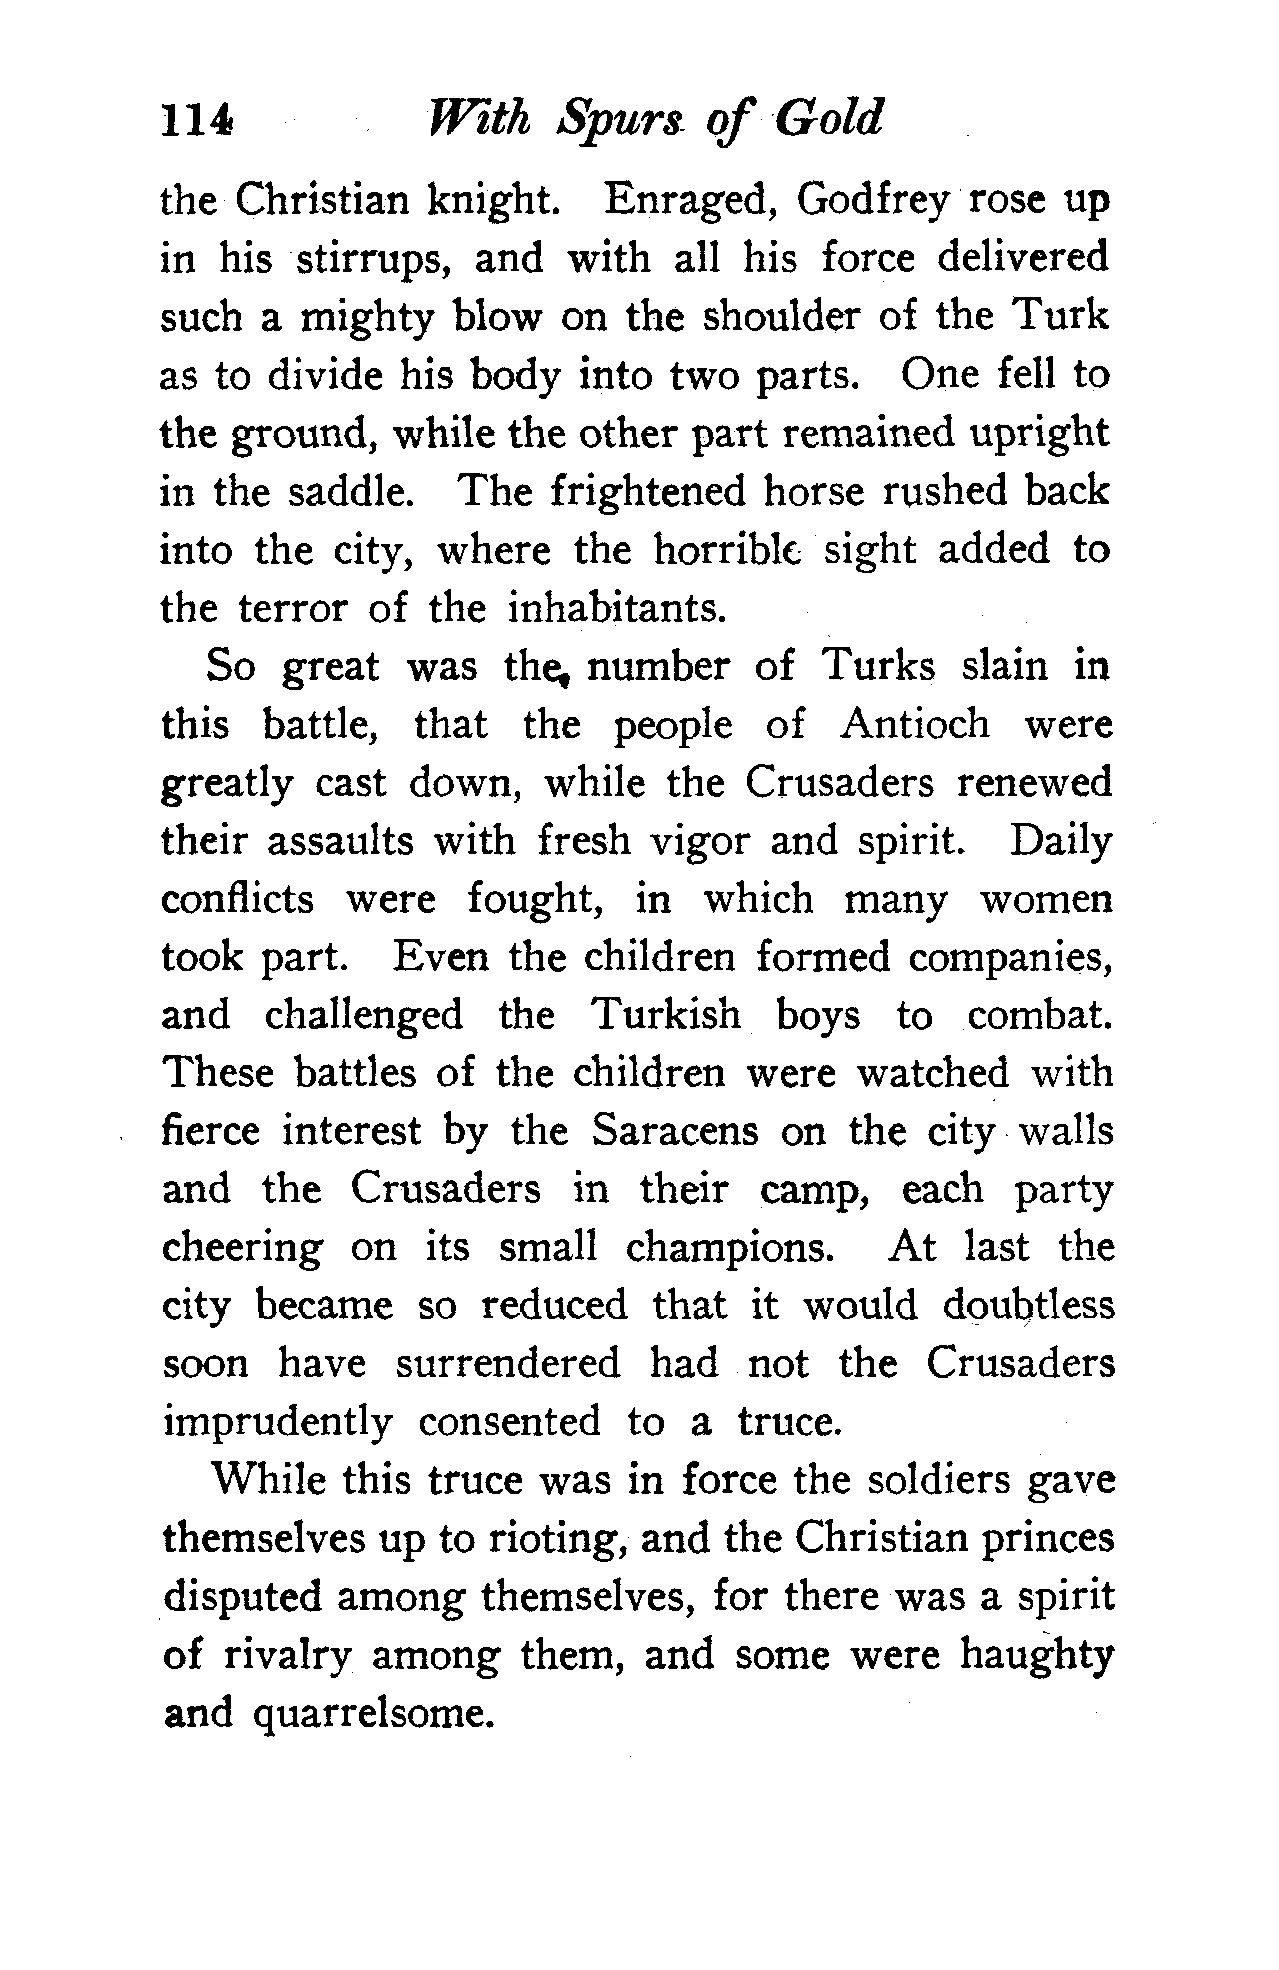 114 With Spurs of Gold
the Christian knight. Enraged, Godfrey rose up
in his stirrups, and with all his force delivered
such a mighty blow on the shoulder of the Turk
as to divide his body into two parts. One fell to
the ground, while the other part remained upright
in the saddle. The frightened horse rushed back
into the city, where the horrible sight added to
the terror of the inhabitants.
So great was the number of Turks slain in
this battle, that the people of Antioch were
greatly cast down, while the Crusaders renewed
their assaults with fresh vigor and spirit. Daily
conflicts were fought, in which many women
took part. Even the children formed companies,
and challenged the Turkish boys to combat.
These battles of the children were watched with
fierce interest by the Saracens on the city walls
and the Crusaders in their camp, each party
cheering on its small champions. At last the
city became so reduced that it would doubtless
soon have surrendered had not the Crusaders
imprudently consented to a truce.
While this truce was in force the soldiers gave
themselves up to rioting, and the Christian princes
disputed among themselves, for there was a spirit
of rivalry among them, and some were haughty
and quarrelsome.